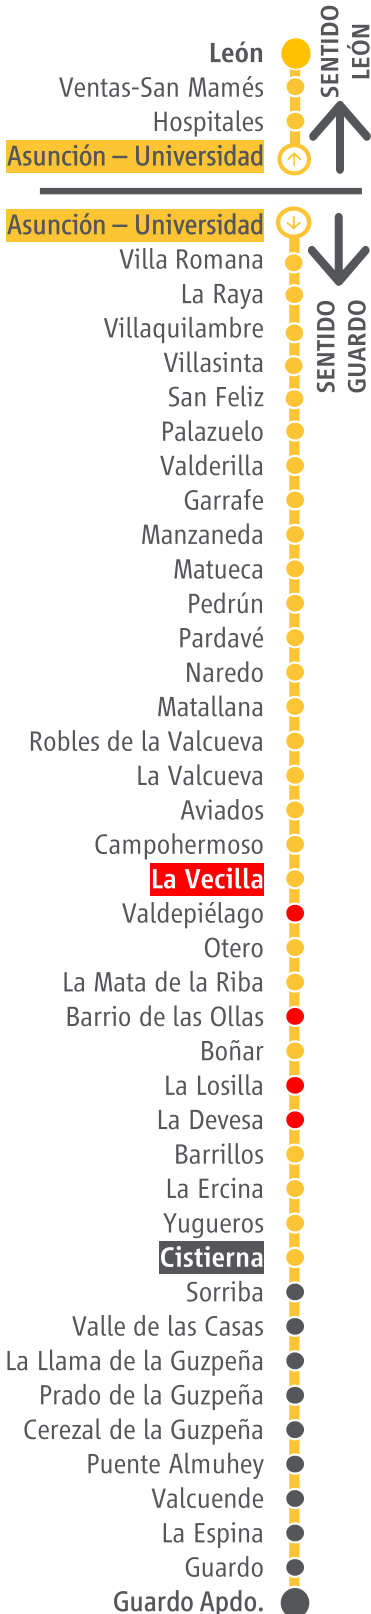 León
SENTIDO
LEÓN
Ventas-San Mamés
Hospitales
Asunción – Universidad
Asunción – Universidad
Villa Romana
La Raya
SENTIDO
GUARDO
Villaquilambre
Villasinta
San Feliz
Palazuelo
Valderilla
Garrafe
Manzaneda
Matueca
Pedrún
Pardavé
Naredo
Matallana
Robles de la Valcueva
La Valcueva
Aviados
Campohermoso
La Vecilla
Valdepiélago
Otero
La Mata de la Riba
Barrio de las Ollas
Boñar
La Losilla
La Devesa
Barrillos
La Ercina
Yugueros
Cistierna
Sorriba
Valle de las Casas
La Llama de la Guzpeña
Prado de la Guzpeña
Cerezal de la Guzpeña
Puente Almuhey
Valcuende
La Espina
Guardo
Guardo Apdo.